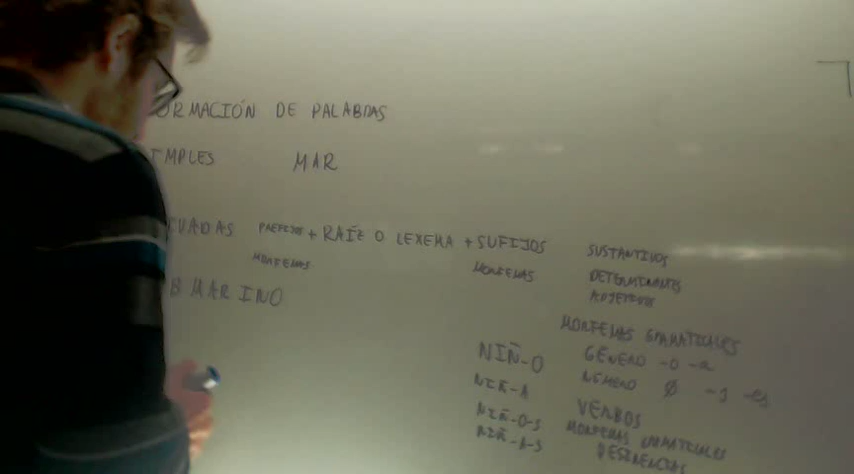 ORMACIÓN DE PALABRAS
MPLES MAR
VADAS PREFIJOS + RAÍZ O LEXEMA + SUFIJOS
MORFEMAS MORFEMAS
B MARINO
SUSTANTIVOS
DETERMINANTES
ADJETIVOS
MORFEMAS GRAMATICALES
NIÑ-O GÉNERO -O -a
NIÑ-A NÚMERO Ø -s -es
NIÑ-O-S VERBOS
NIÑ-A-S MORFEMAS GRAMATICALES
DESINENCIAS